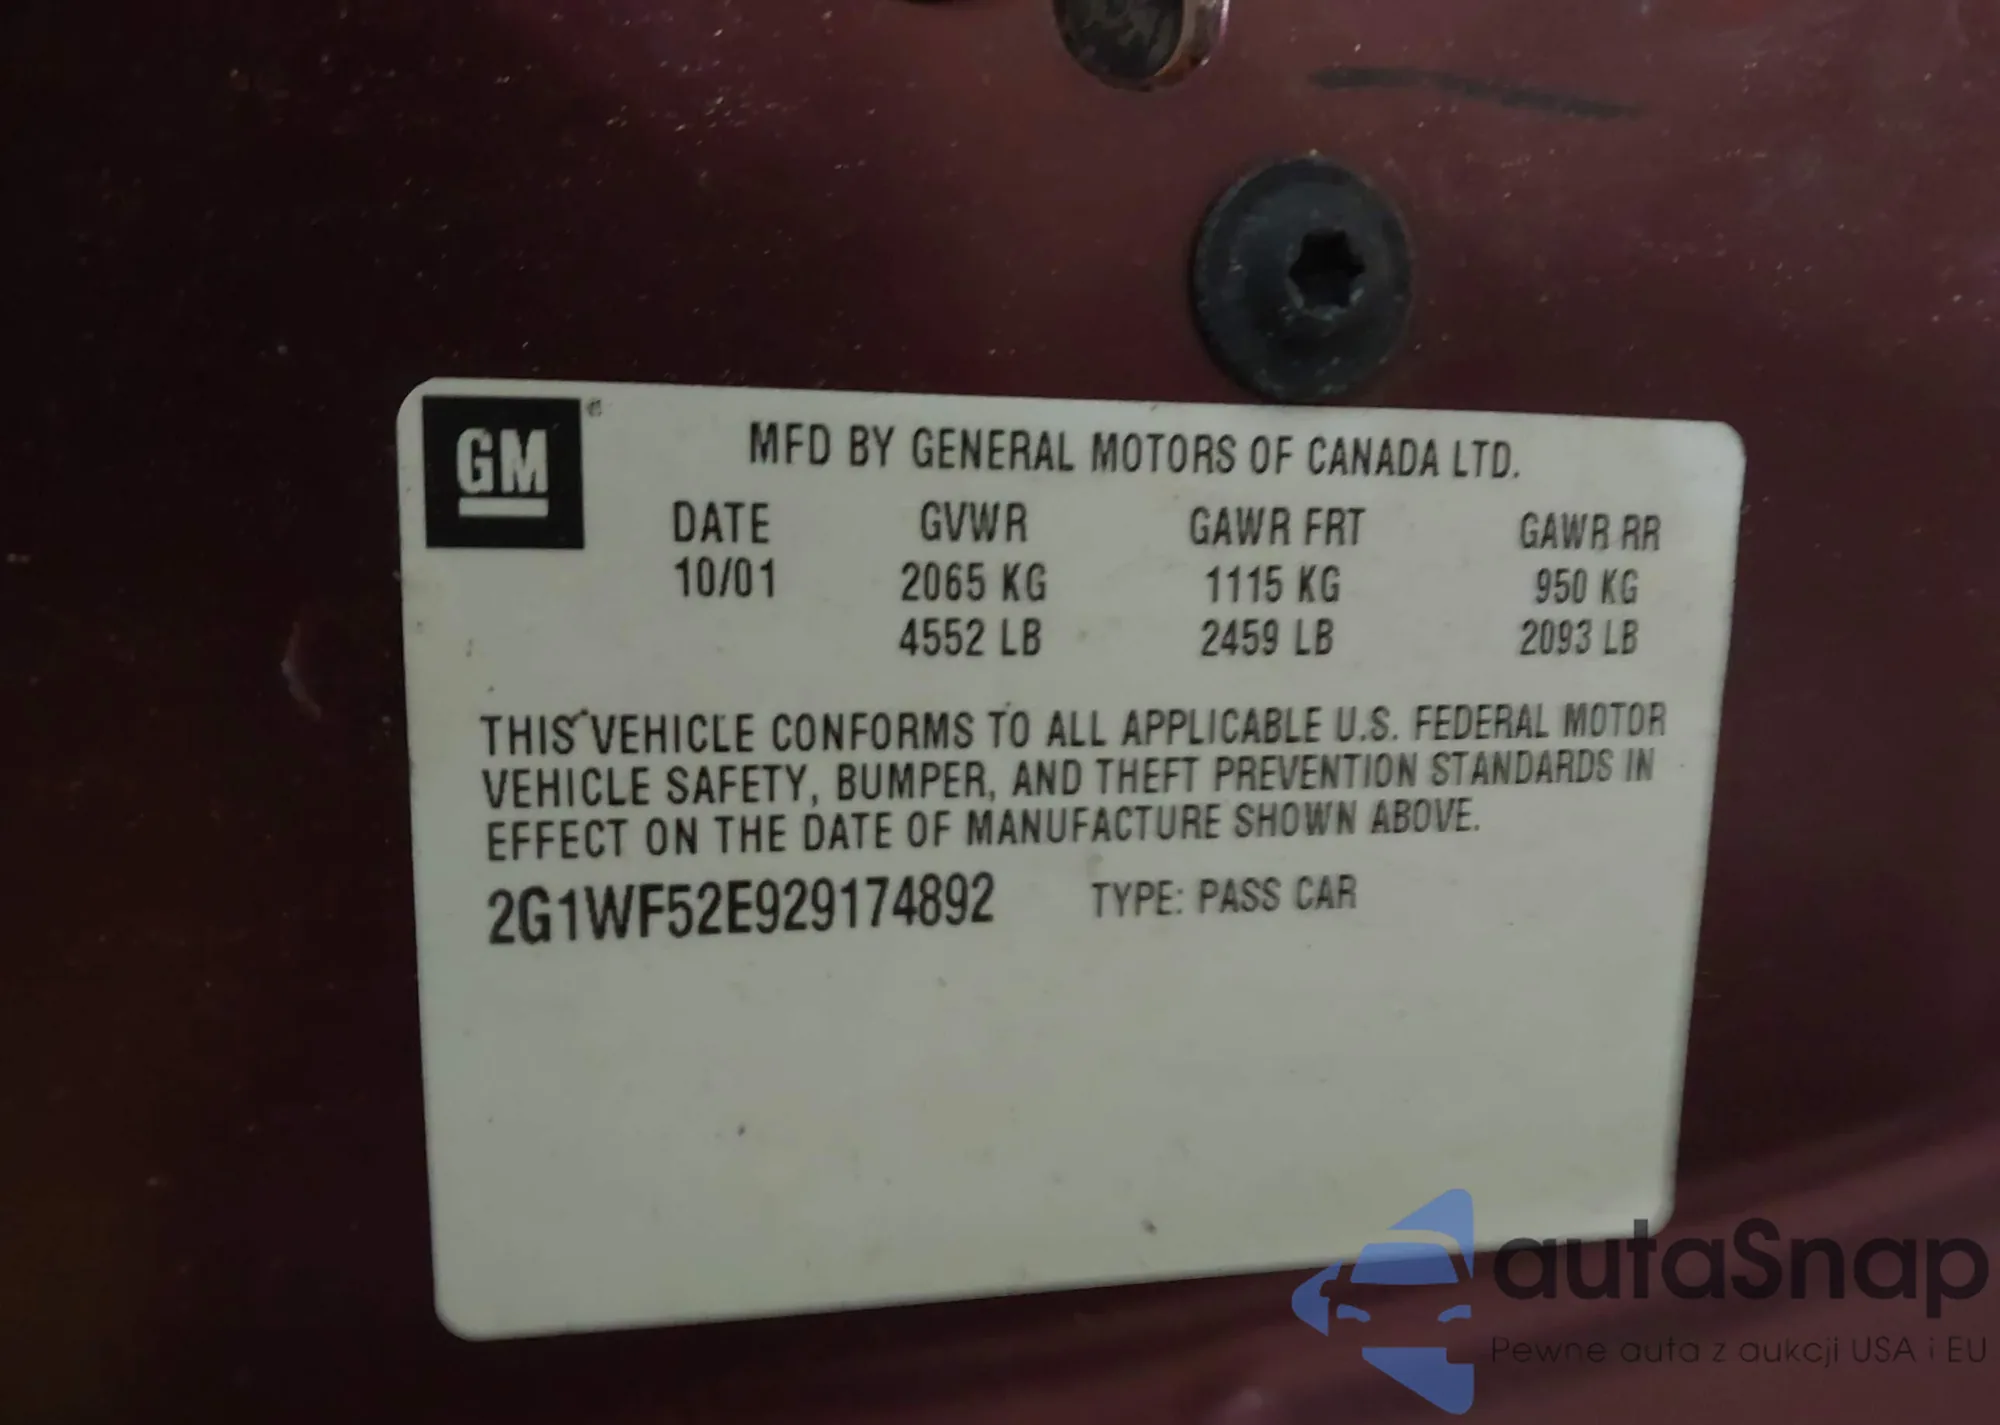 GM
MFD BY GENERAL MOTORS OF CANADA LTD.
DATE GVWR GAWR FRT GAWR RR
10/01 2065 KG 1115 KG 950 KG
4552 LB 2459 LB 2093 LB
THIS VEHICLE CONFORMS TO ALL APPLICABLE U.S. FEDERAL MOTOR
VEHICLE SAFETY, BUMPER, AND THEFT PREVENTION STANDARDS IN
EFFECT ON THE DATE OF MANUFACTURE SHOWN ABOVE.
2G1WF52E929174892 TYPE: PASS CAR
autaSnap
Pewne auta z aukcji USA i EU